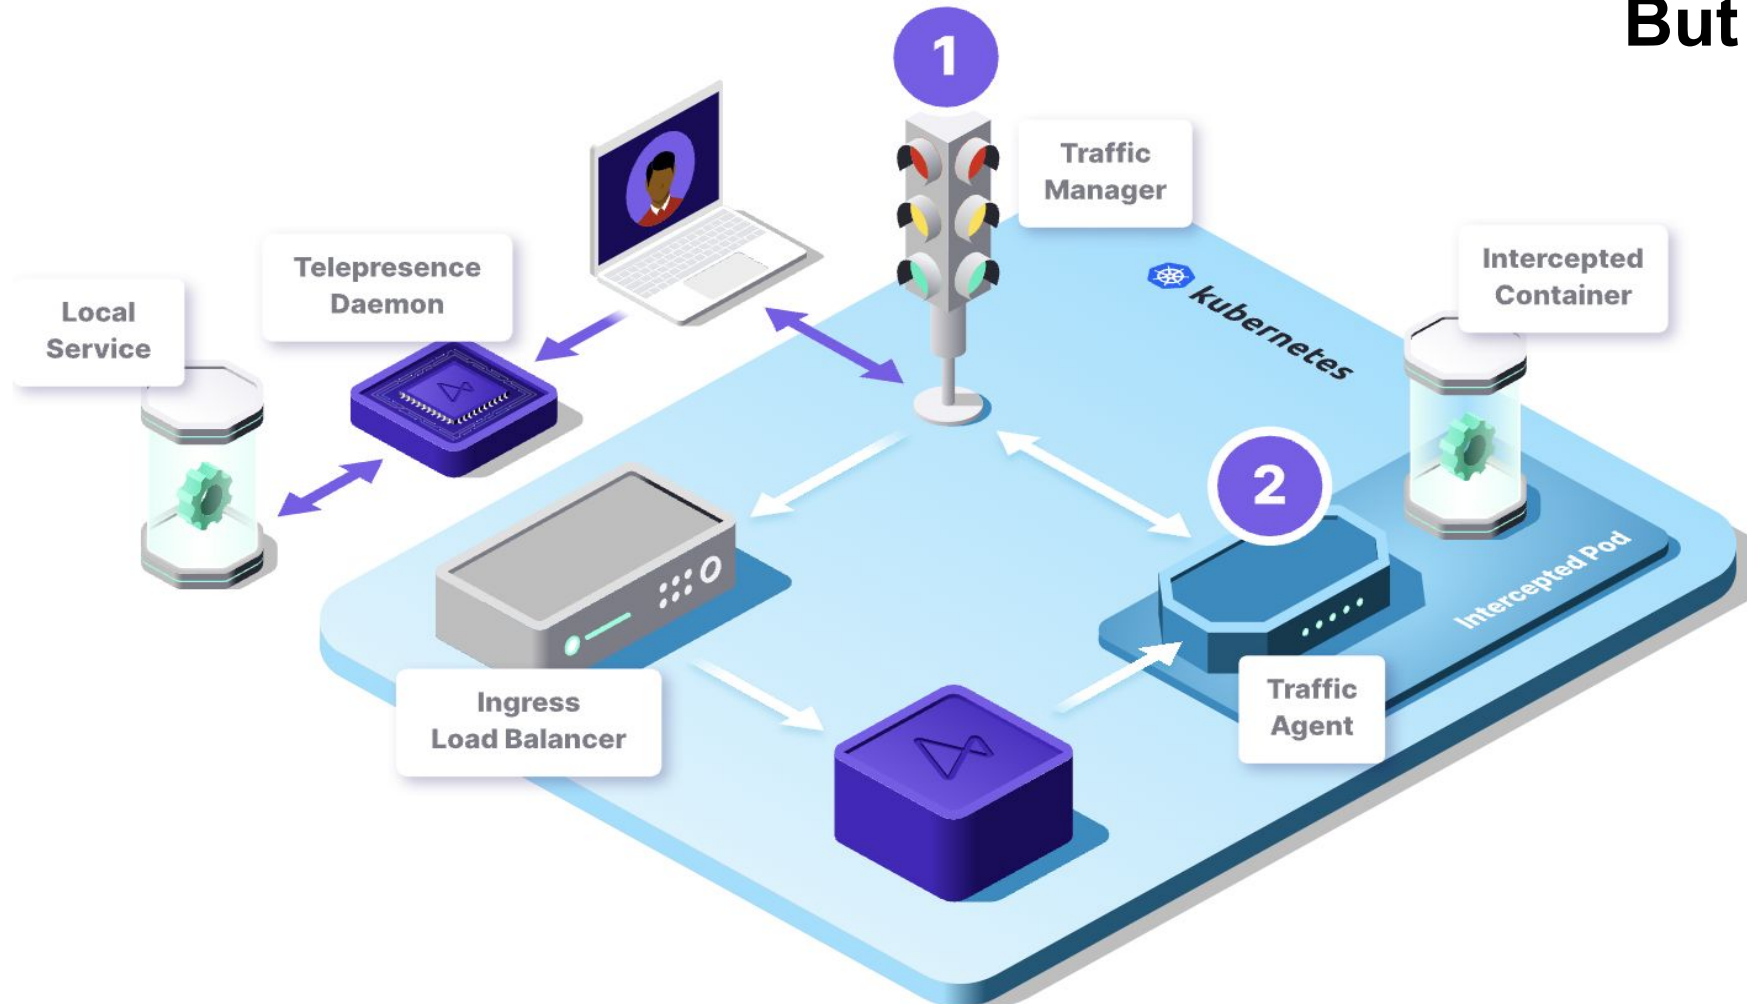 But
1
Traffic
Manager
kubernetes
Intercepted
Container
Telepresence
Daemon
Local
Service
2
Intercepted Pod
Ingress
Load Balancer
Traffic
Agent